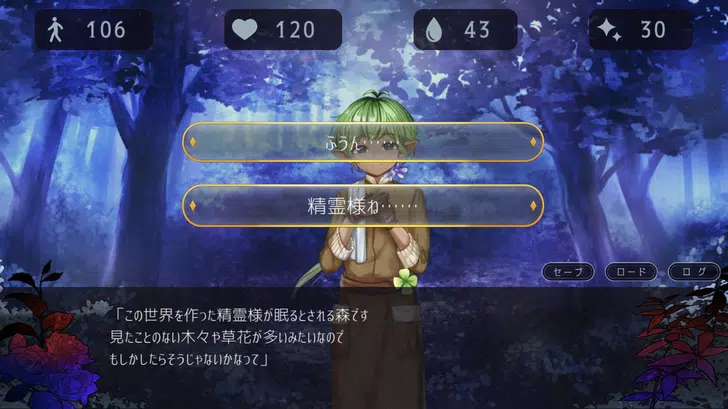 106
120
43
30
ふうん……
精霊様ね……
セーブ
ロード
ログ
「この世界を作った精霊様が眠るとされる森です
見たことのない木々や草花が多いみたいなので
もしかしたらそうじゃないかなって」